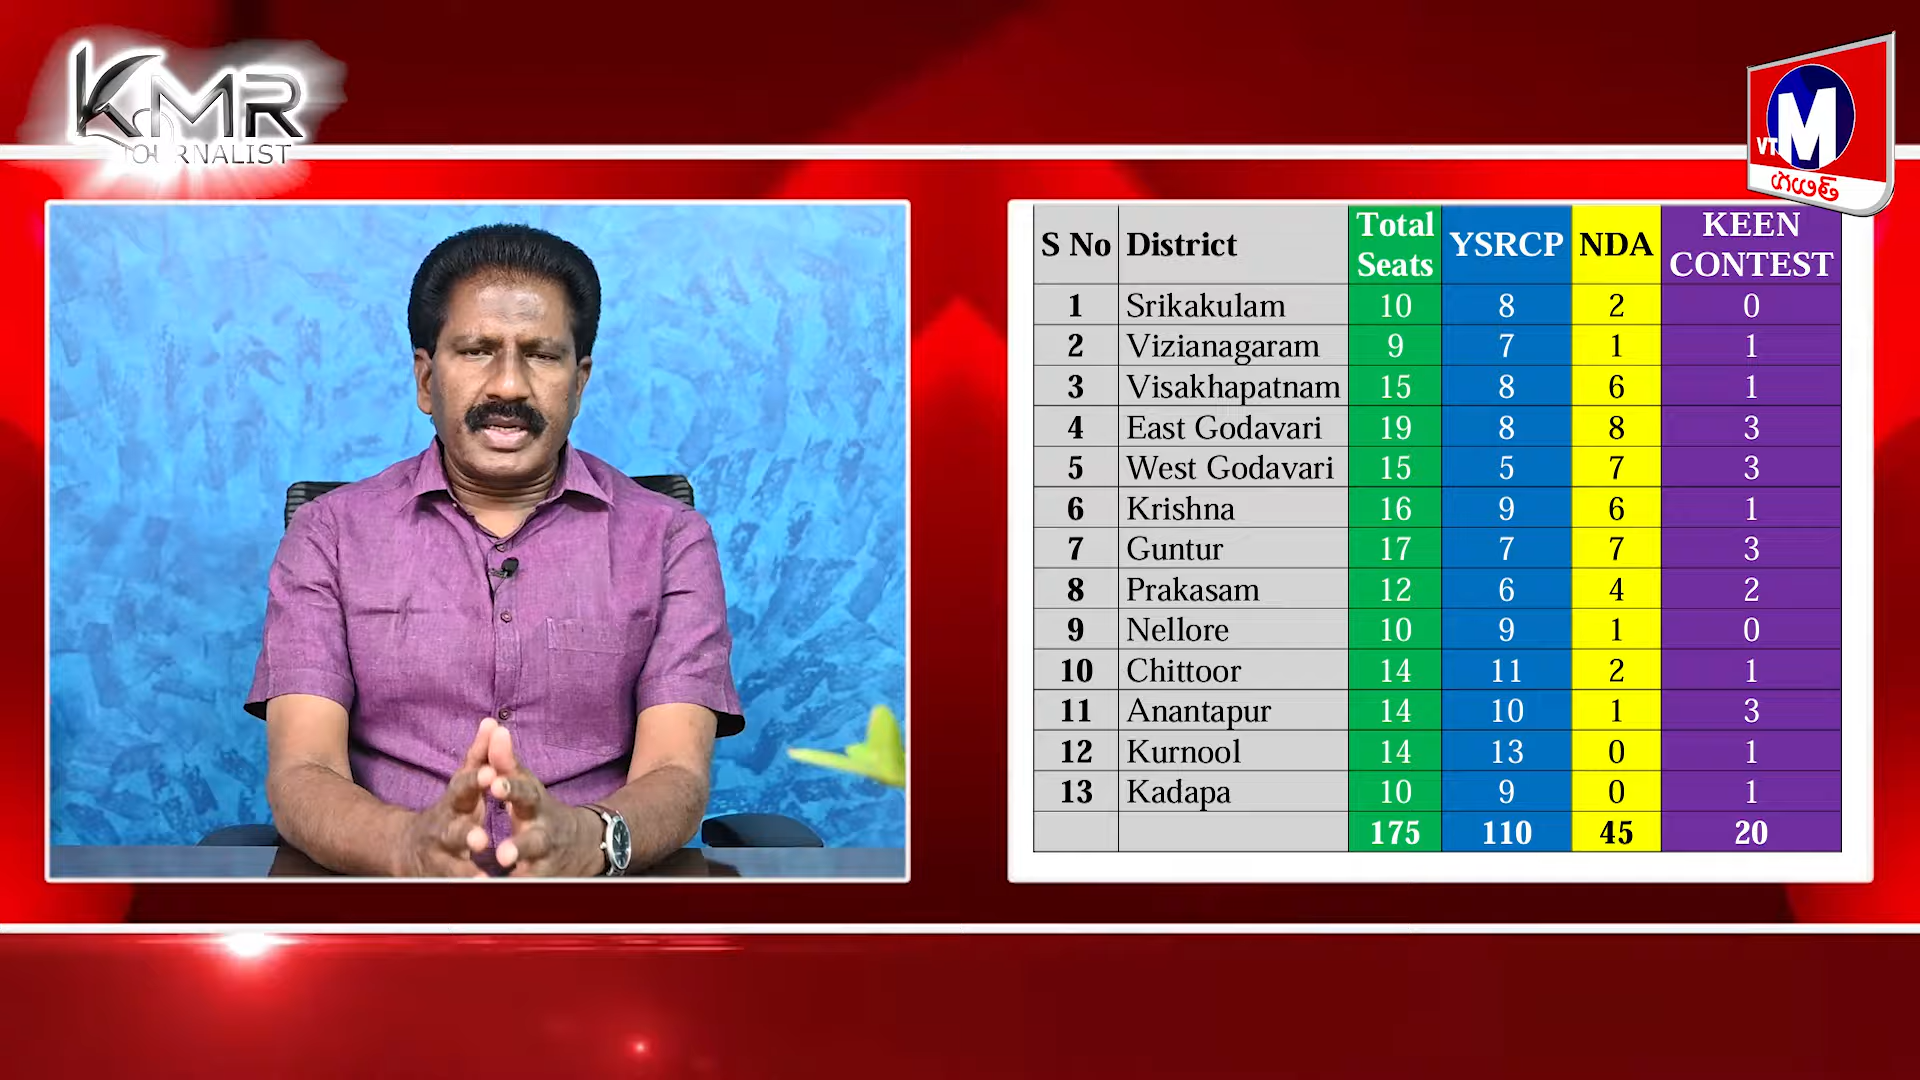 KMR
JOURNALIST
VT M
S No District Total Seats YSRCP NDA KEEN CONTEST
1 Srikakulam 10 8 2 0
2 Vizianagaram 9 7 1 1
3 Visakhapatnam 15 8 6 1
4 East Godavari 19 8 8 3
5 West Godavari 15 5 7 3
6 Krishna 16 9 6 1
7 Guntur 17 7 7 3
8 Prakasam 12 6 4 2
9 Nellore 10 9 1 0
10 Chittoor 14 11 2 1
11 Anantapur 14 10 1 3
12 Kurnool 14 13 0 1
13 Kadapa 10 9 0 1
175 110 45 20